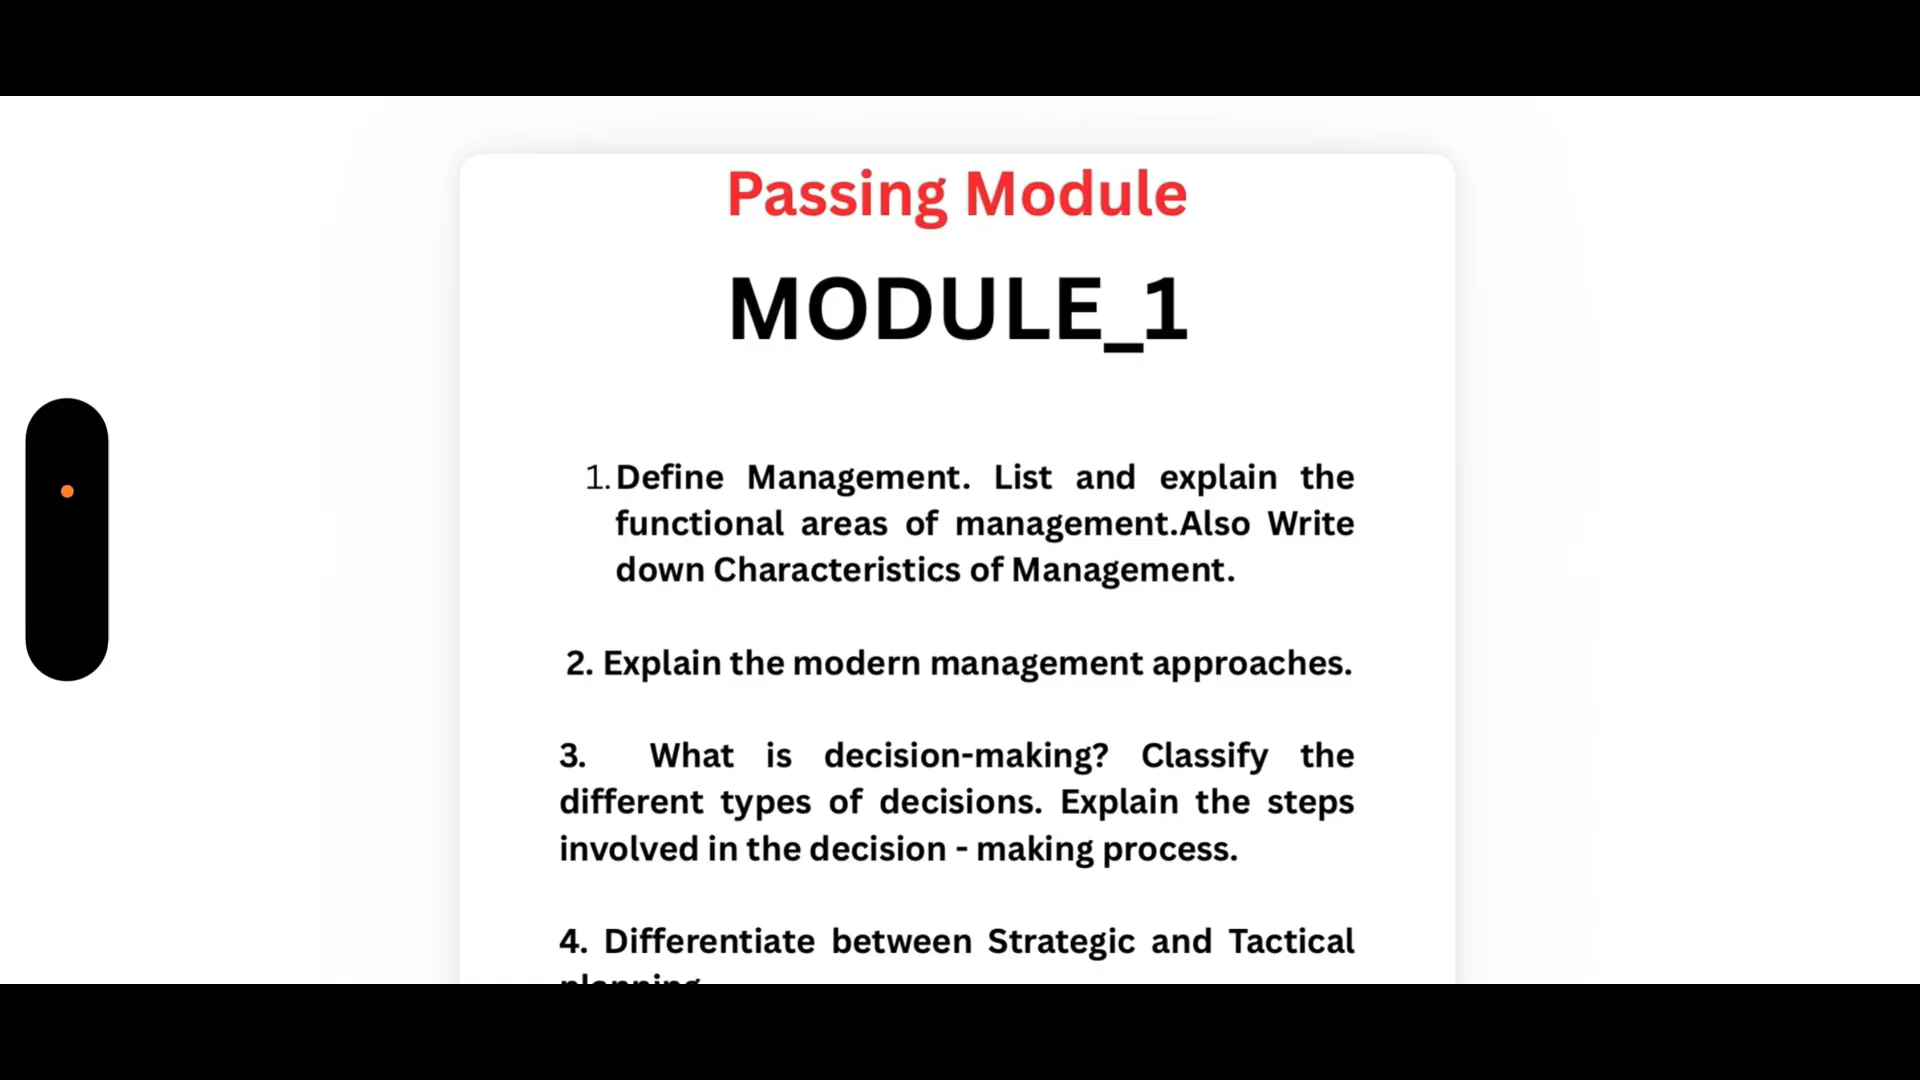 Passing Module
MODULE_1
1. Define Management. List and explain the
functional areas of management.Also Write
down Characteristics of Management.
2. Explain the modern management approaches.
3. What is decision-making? Classify the
different types of decisions. Explain the steps
involved in the decision - making process.
4. Differentiate between Strategic and Tactical
planning